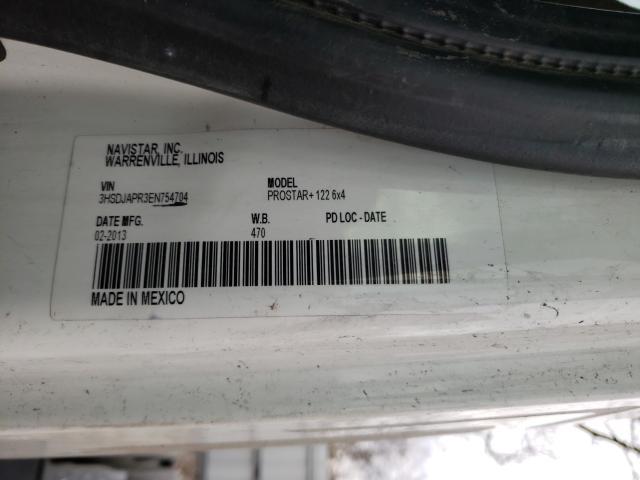 NAVISTAR, INC.
WARRENVILLE, ILLINOIS
VIN
3HSDJAPR3EN754704
MODEL
PROSTAR+ 122 6x4
DATE MFG.
02-2013
W.B.
470
PD LOC - DATE
MADE IN MEXICO